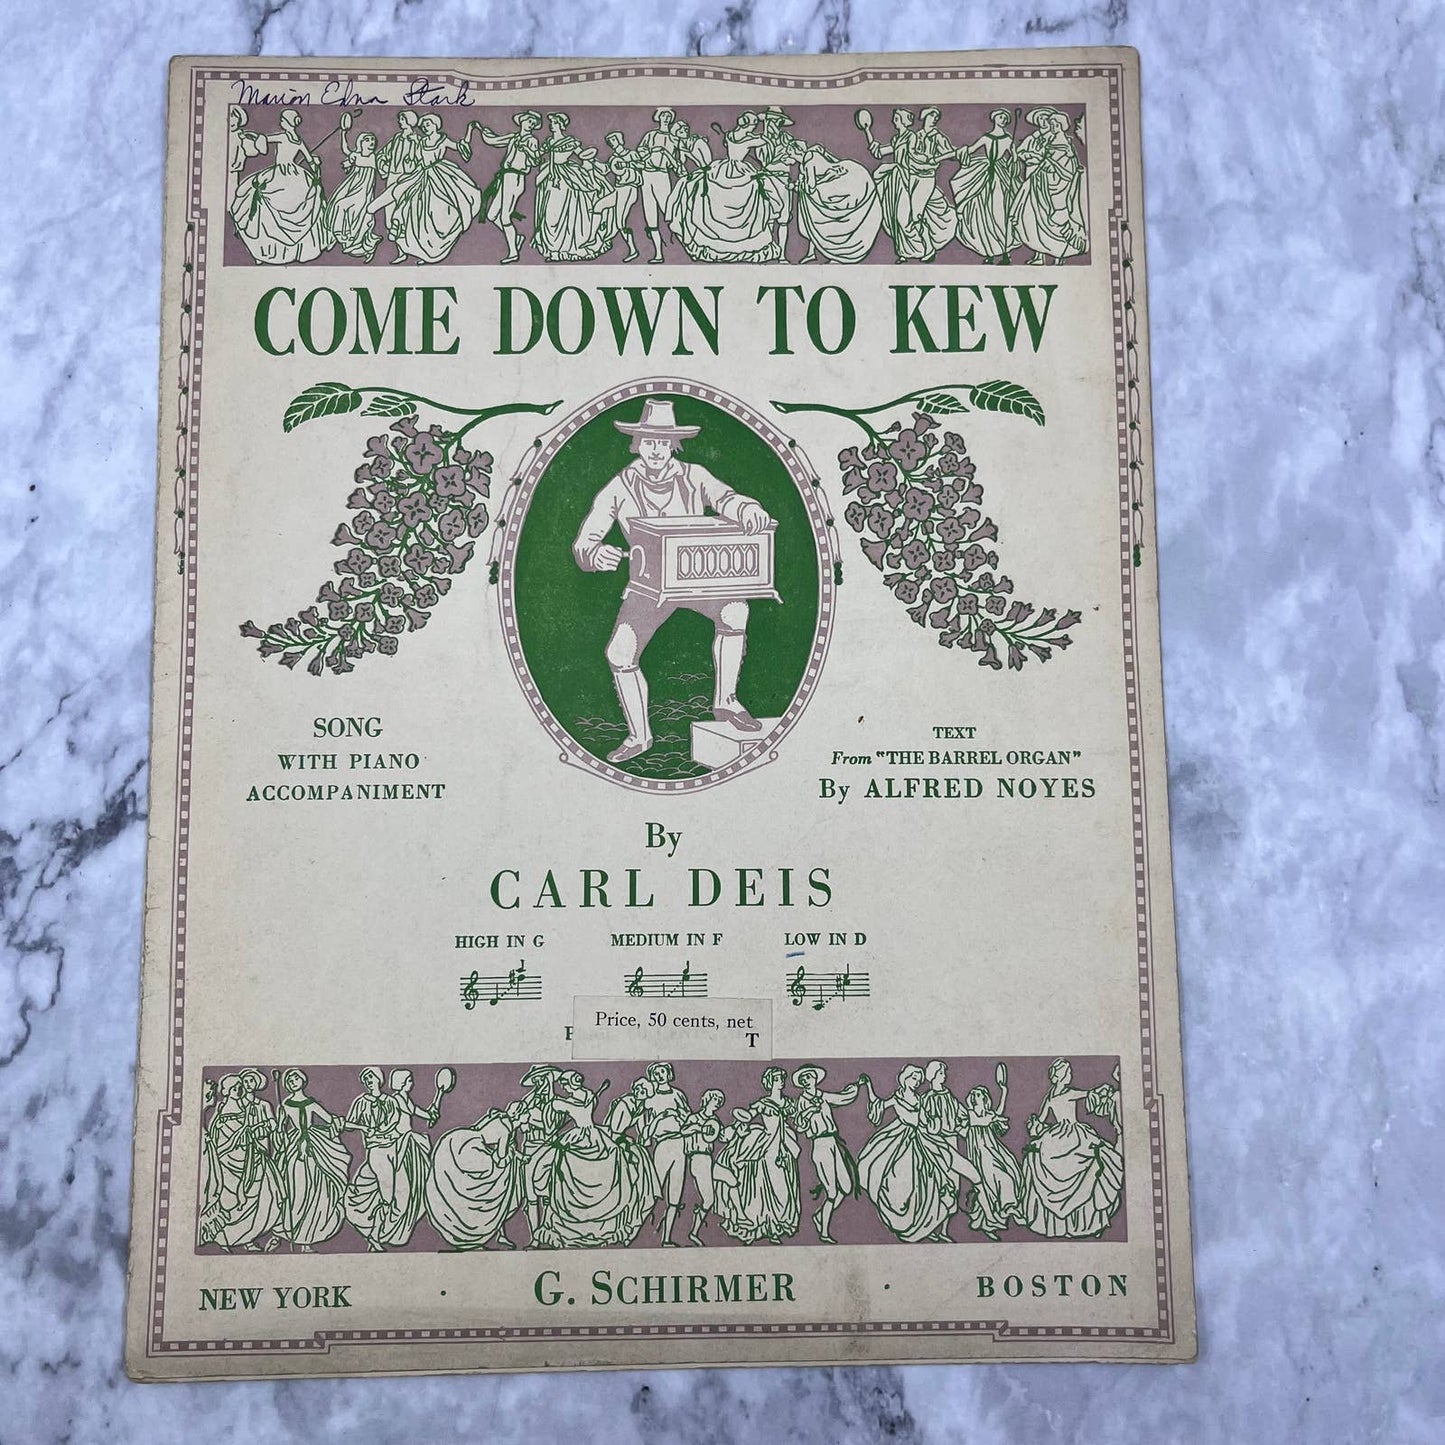 Marion Edna Stark
COME DOWN TO KEW
SONG
WITH PIANO
ACCOMPANIMENT
TEXT
From "THE BARREL ORGAN"
By ALFRED NOYES
By
CARL DEIS
HIGH IN G
MEDIUM IN F
LOW IN D
Price, 50 cents, net
T
NEW YORK · G. SCHIRMER · BOSTON